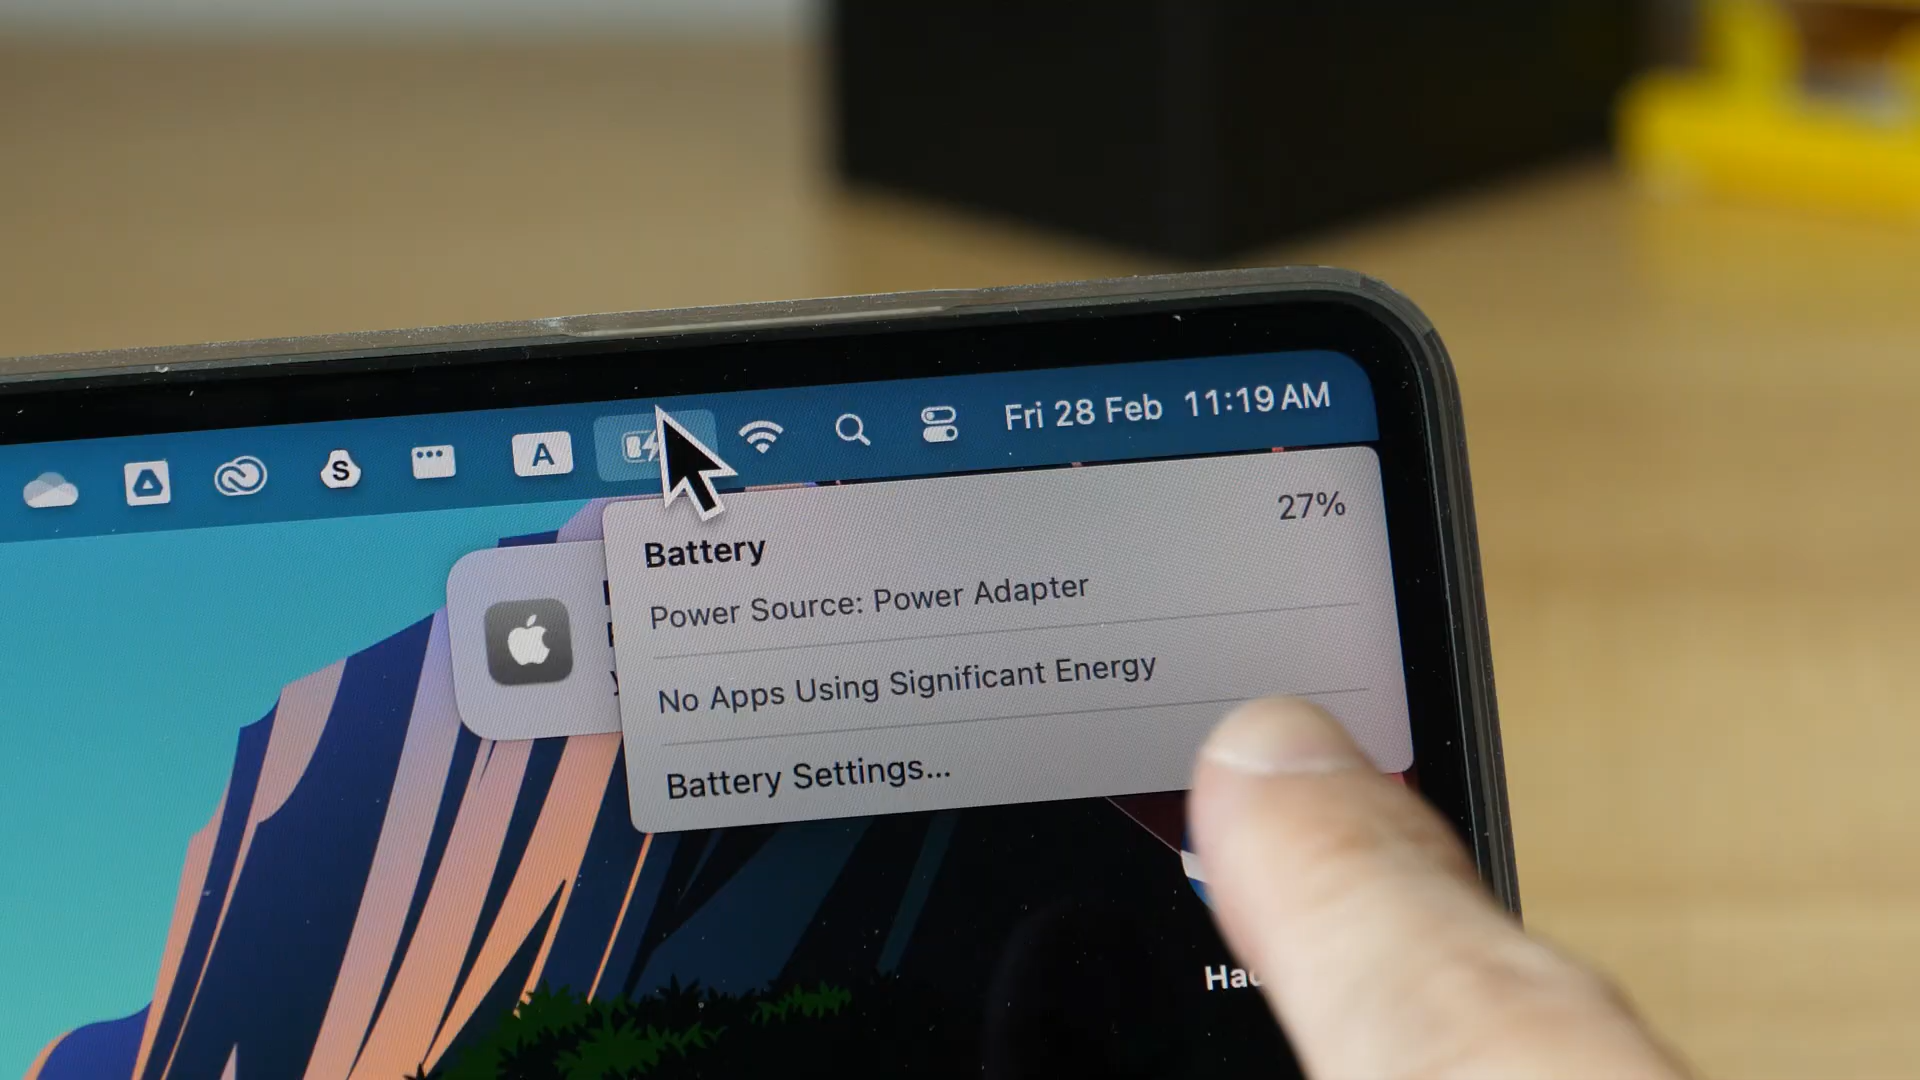 S
A
Fri 28 Feb 11:19 AM
Battery 27%
Power Source: Power Adapter
No Apps Using Significant Energy
Battery Settings...